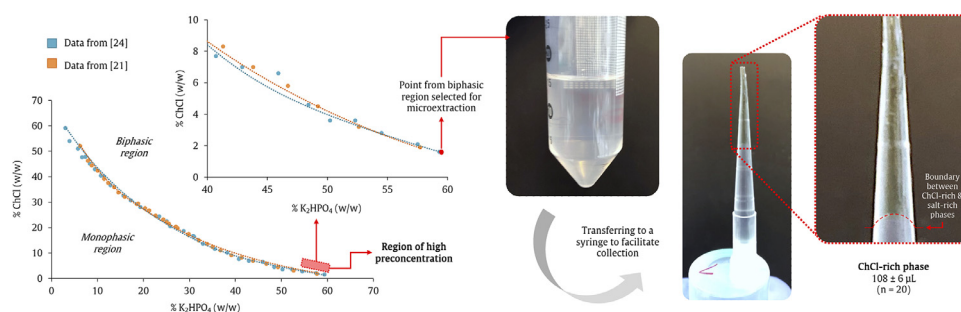 Data from [24]
Data from [21]
% ChCl (w/w)
70
60
50
40
30
20
10
0
0 10 20 30 40 50 60 70
% K₂HPO₄ (w/w)
Biphasic
region
Monophasic
region
% ChCl (w/w)
10
8
6
4
2
0
40 45 50 55 60
% K₂HPO₄ (w/w)
Point from biphasic
region selected for
microextraction
Region of high
preconcentration
Transferring to a
syringe to facilitate
collection
Boundary
between
ChCl-rich &
salt-rich
phases
ChCl-rich phase
108 ± 6 µL
(n = 20)